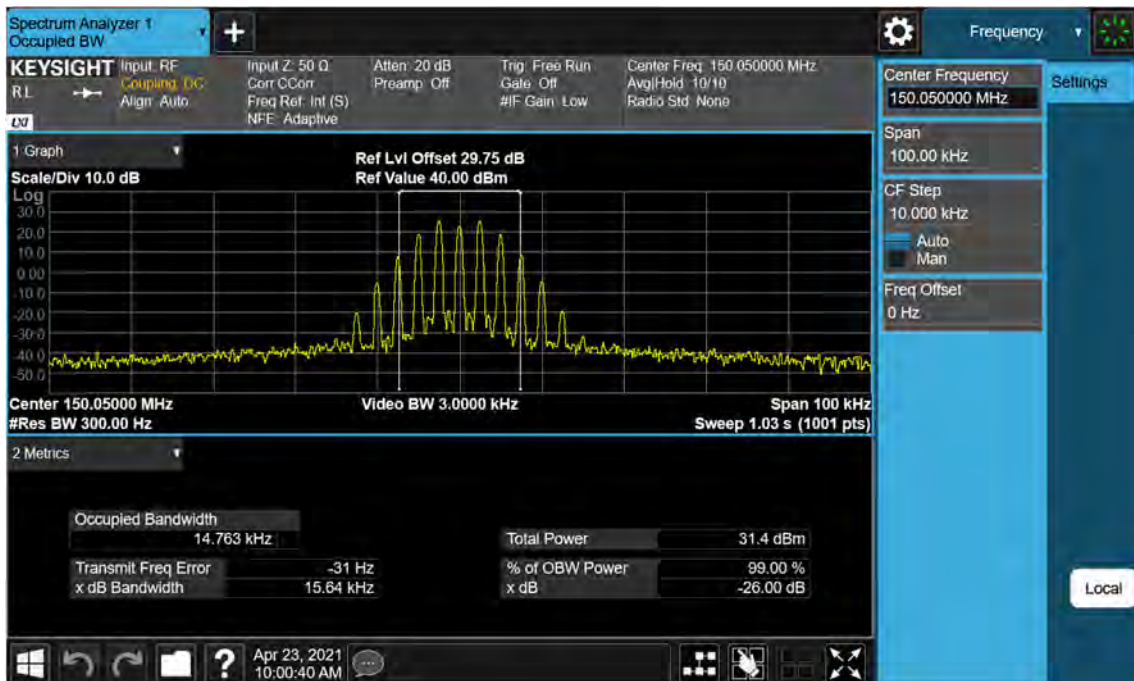 Spectrum Analyzer 1
Occupied BW
+
Frequency
KEYSIGHT
RL
LXI
Input: RF
Coupling: DC
Align: Auto
Input Z: 50 Ω
Corr CCorr
Freq Ref: Int (S)
NFE: Adaptive
Atten: 20 dB
Preamp: Off
Trig: Free Run
Gate: Off
#IF Gain: Low
Center Freq: 150.050000 MHz
Avg|Hold: 10/10
Radio Std: None
Center Frequency
150.050000 MHz
Settings
Span
100.00 kHz
CF Step
10.000 kHz
Auto
Man
Freq Offset
0 Hz
Local
1 Graph
Scale/Div 10.0 dB
Ref Lvl Offset 29.75 dB
Ref Value 40.00 dBm
Log
30.0
20.0
10.0
0.00
-10.0
-20.0
-30.0
-40.0
-50.0
Center 150.05000 MHz
#Res BW 300.00 Hz
Video BW 3.0000 kHz
Span 100 kHz
Sweep 1.03 s (1001 pts)
2 Metrics
Occupied Bandwidth
14.763 kHz
Transmit Freq Error -31 Hz
x dB Bandwidth 15.64 kHz
Total Power 31.4 dBm
% of OBW Power 99.00 %
x dB -26.00 dB
?
Apr 23, 2021
10:00:40 AM